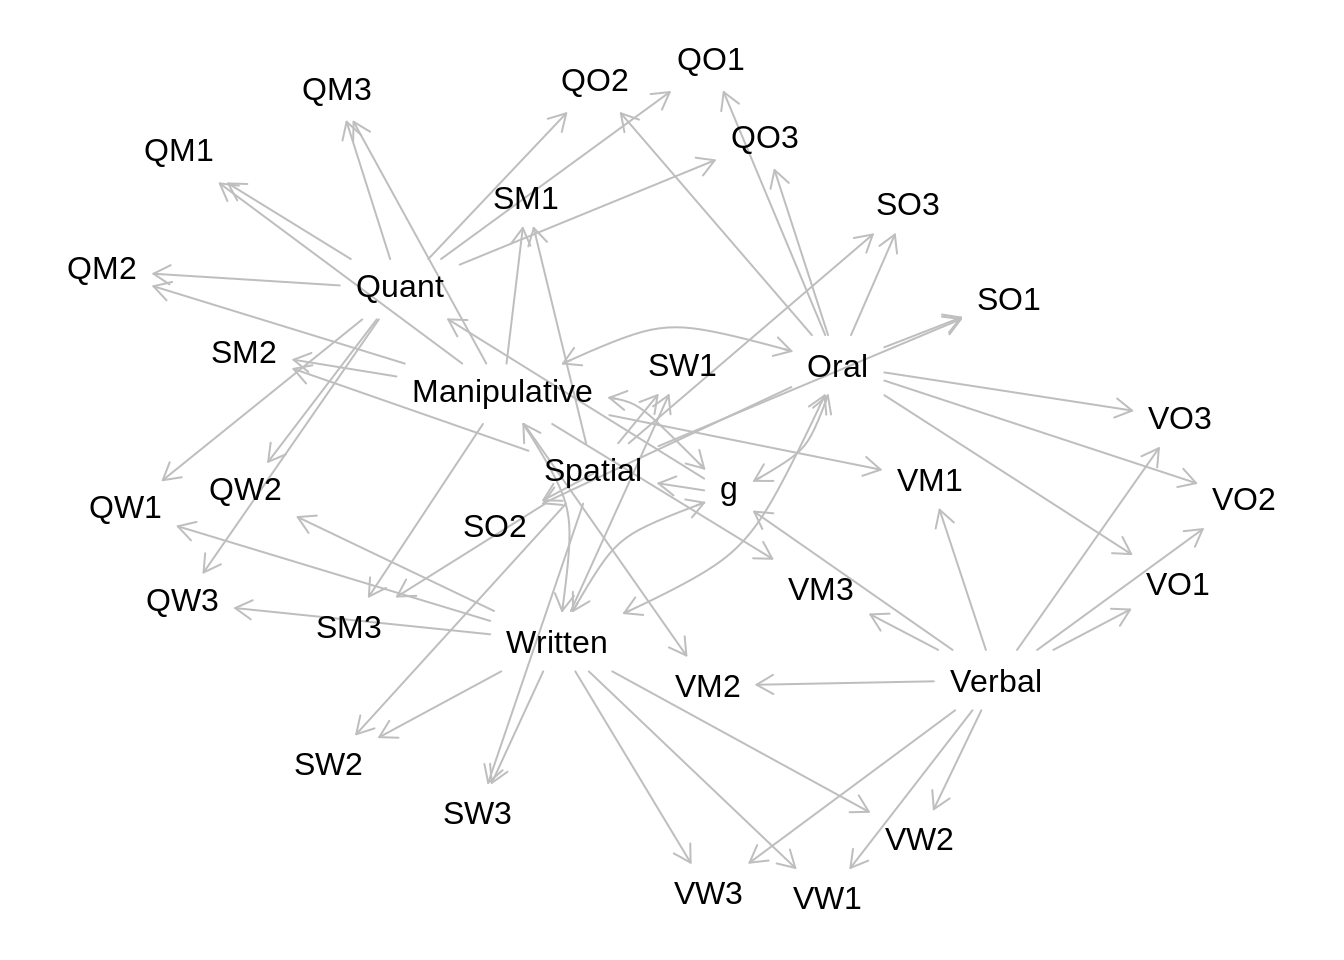 QO1
QO2
QM3
QO3
QM1
SM1
SO3
QM2
Quant
SO1
SM2
SW1
Oral
Manipulative
VO3
Spatial
VM1
g
QW2
VO2
QW1
SO2
VO1
VM3
QW3
SM3
Written
Verbal
VM2
SW2
SW3
VW2
VW3
VW1